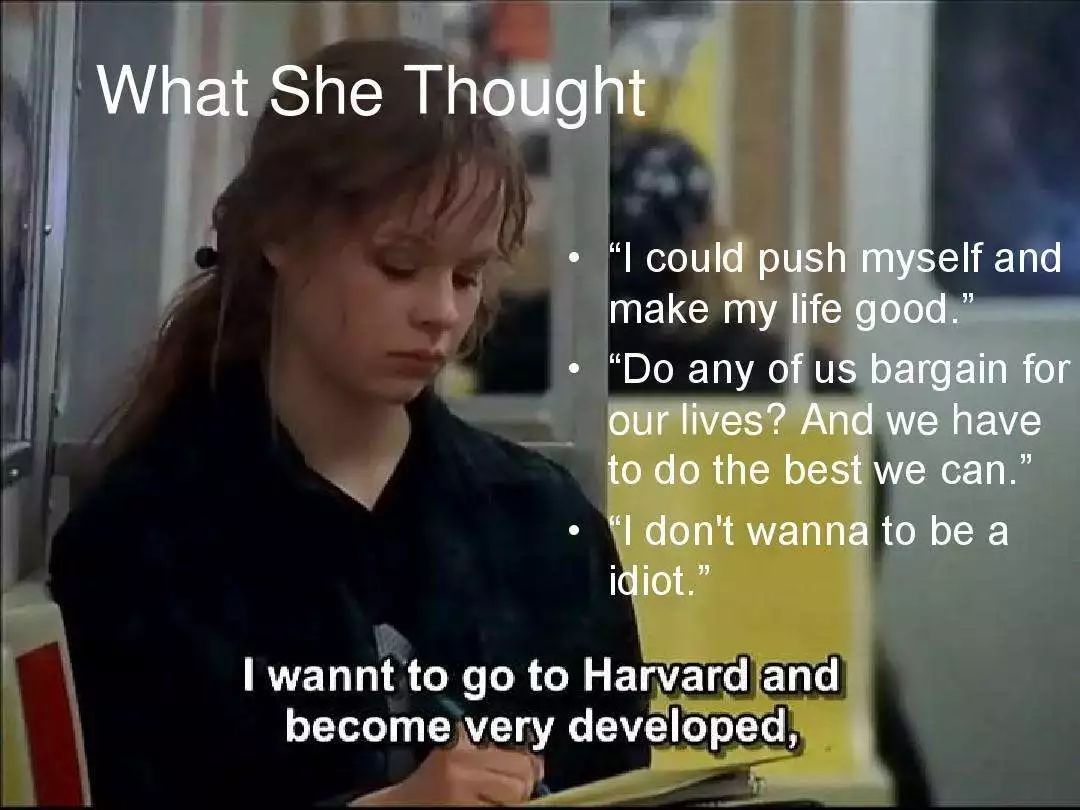 What She Thought
• “I could push myself and
make my life good.”
• “Do any of us bargain for
our lives? And we have
to do the best we can.”
• “I don't wanna to be a
idiot.”
I wannt to go to Harvard and
become very developed,